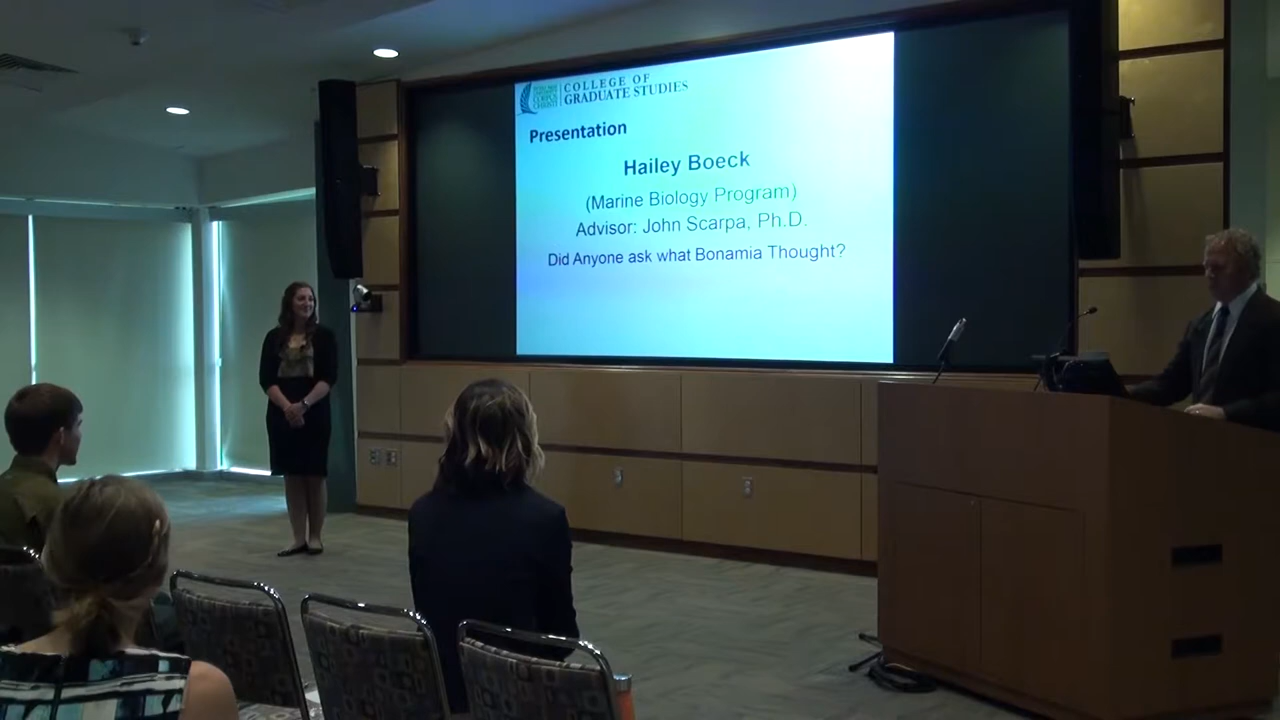 COLLEGE OF
GRADUATE STUDIES
Presentation
Hailey Boeck
(Marine Biology Program)
Advisor: John Scarpa, Ph.D.
Did Anyone ask what Bonamia Thought?